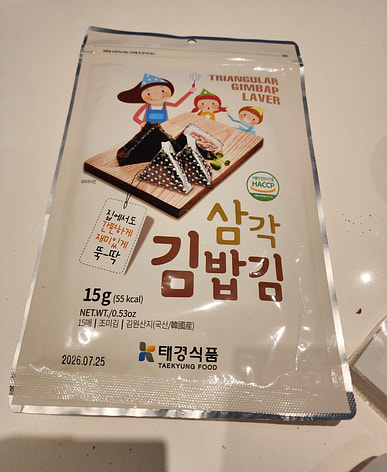 TRIANGULAR
GIMBAP
LAVER
HACCP
집에서도
간편하게
재미있게
뚝-딱
삼각
김밥김
15g (55 kcal)
NET.WT./0.53oz
15매 | 조미김 | 김원산지(국산/韓國産)
2026.07.25
태경식품
TAEKYUNG FOOD